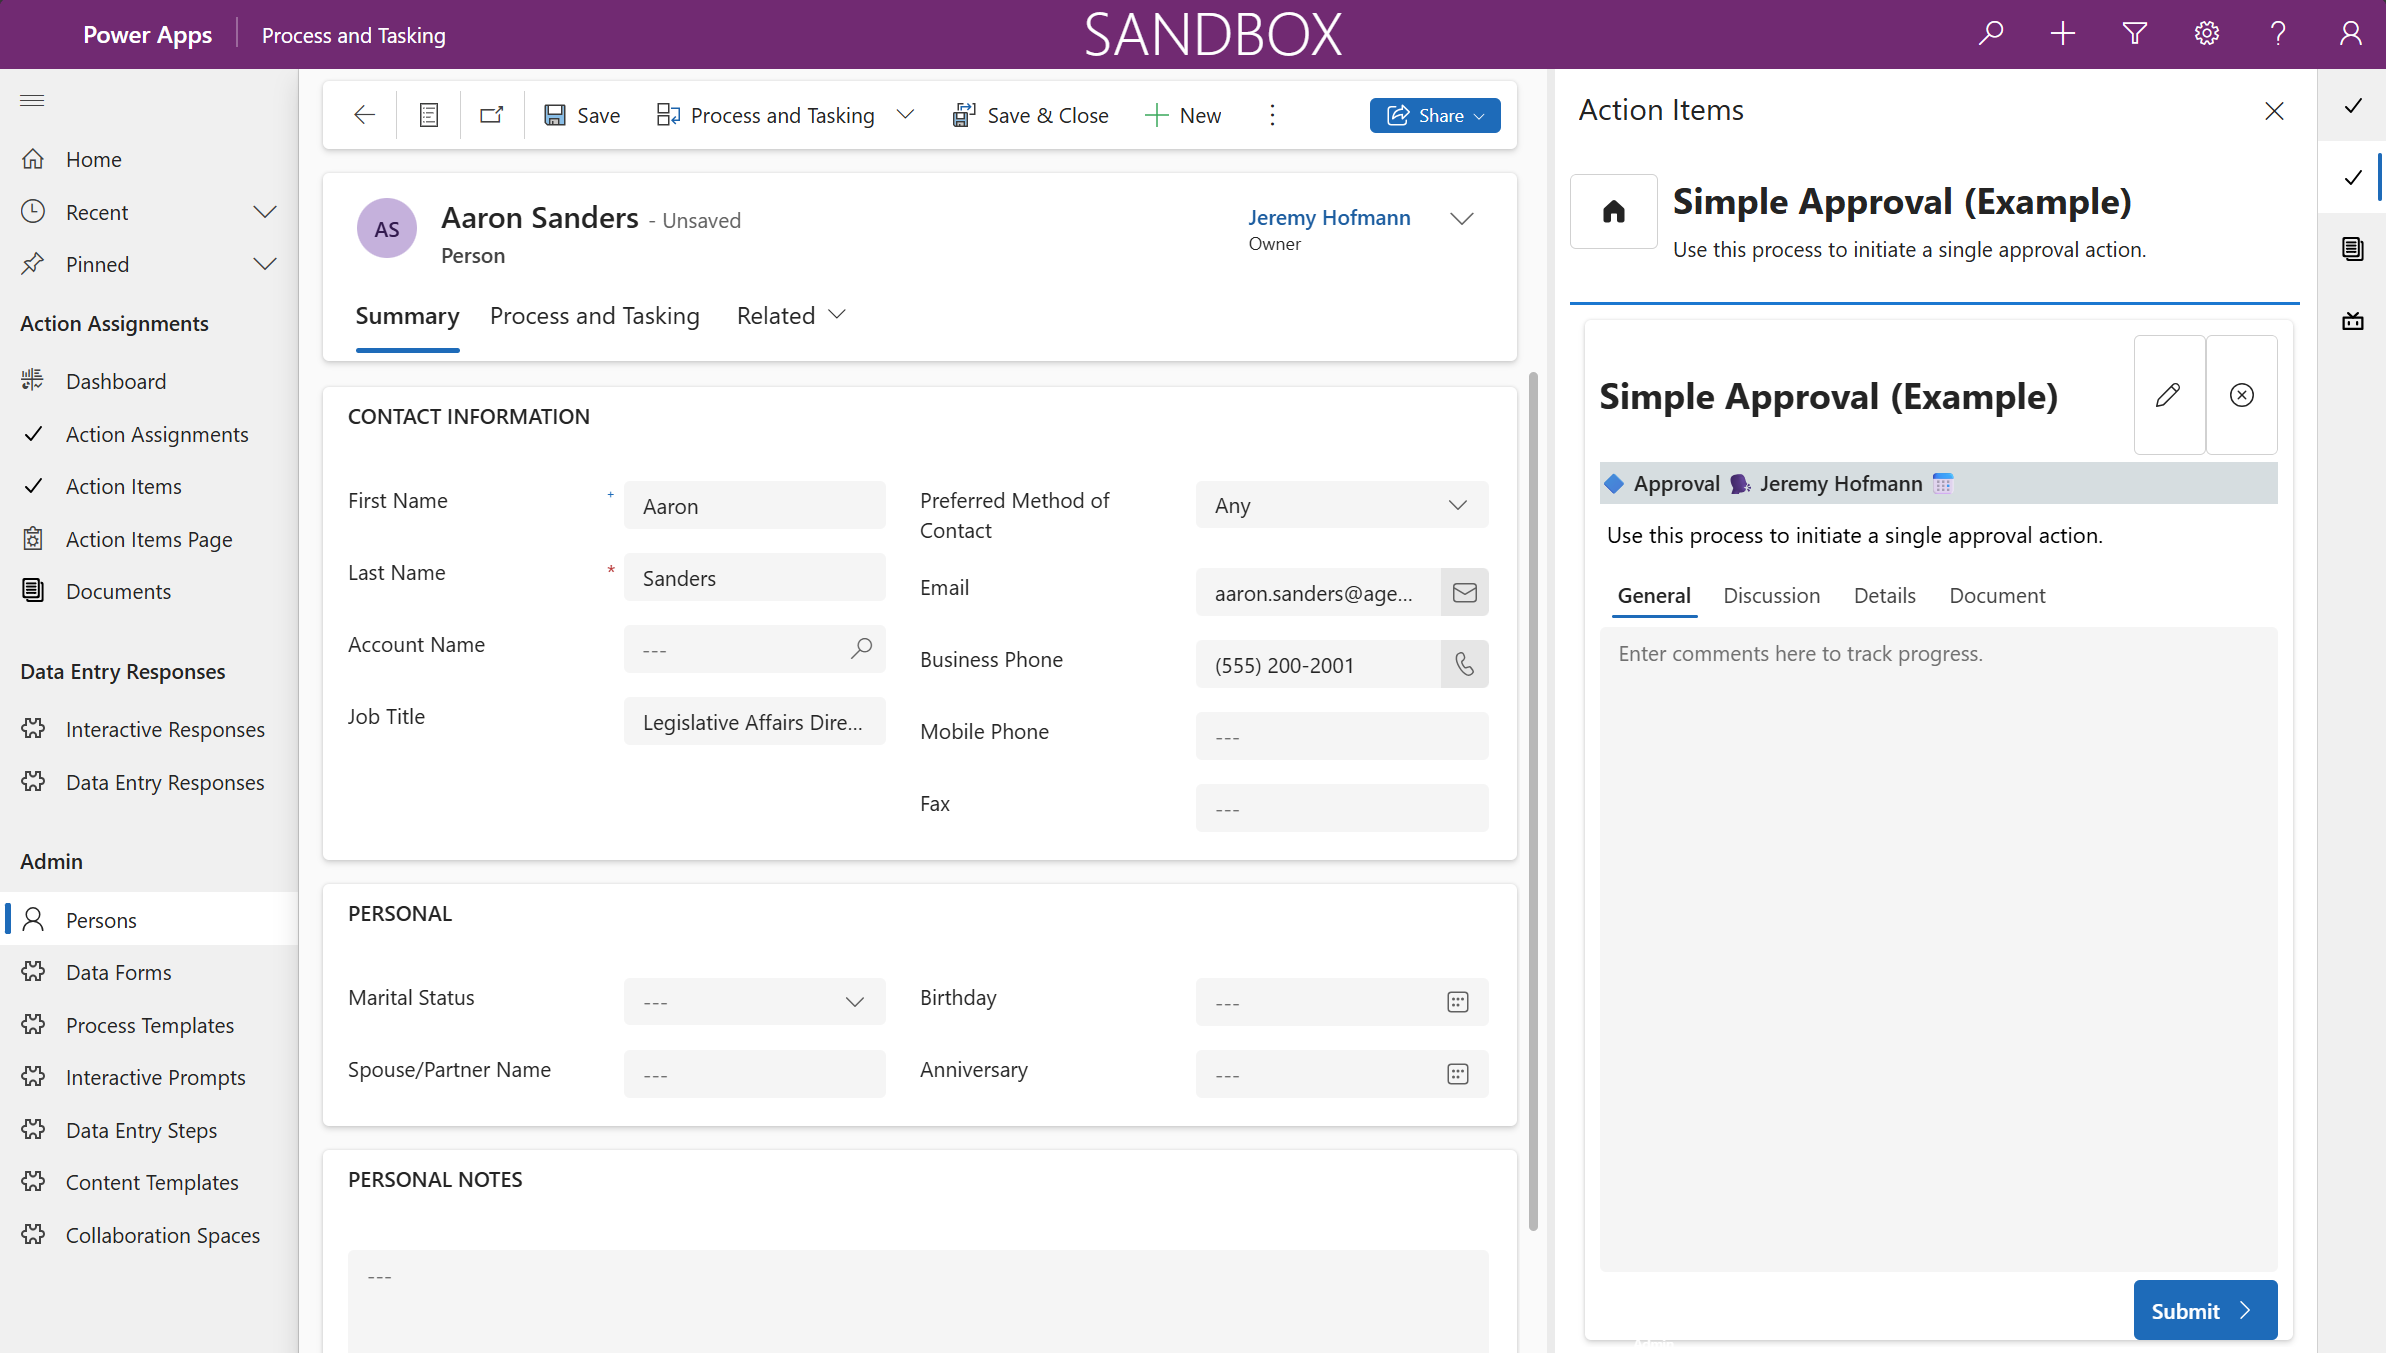 Power Apps
Process and Tasking
SANDBOX
Home
Recent
Pinned
Action Assignments
Dashboard
Action Assignments
Action Items
Action Items Page
Documents
Data Entry Responses
Interactive Responses
Data Entry Responses
Admin
Persons
Data Forms
Process Templates
Interactive Prompts
Data Entry Steps
Content Templates
Collaboration Spaces
Save
Process and Tasking
Save & Close
New
Share
AS
Aaron Sanders - Unsaved
Person
Jeremy Hofmann
Owner
Summary
Process and Tasking
Related
CONTACT INFORMATION
First Name + Aaron
Last Name * Sanders
Account Name ---
Job Title Legislative Affairs Dire...
Preferred Method of
Contact
Any
Email aaron.sanders@age...
Business Phone (555) 200-2001
Mobile Phone ---
Fax ---
PERSONAL
Marital Status ---
Spouse/Partner Name ---
Birthday ---
Anniversary ---
PERSONAL NOTES
---
Action Items
Simple Approval (Example)
Use this process to initiate a single approval action.
Simple Approval (Example)
Approval Jeremy Hofmann
Use this process to initiate a single approval action.
General Discussion Details Document
Enter comments here to track progress.
Submit